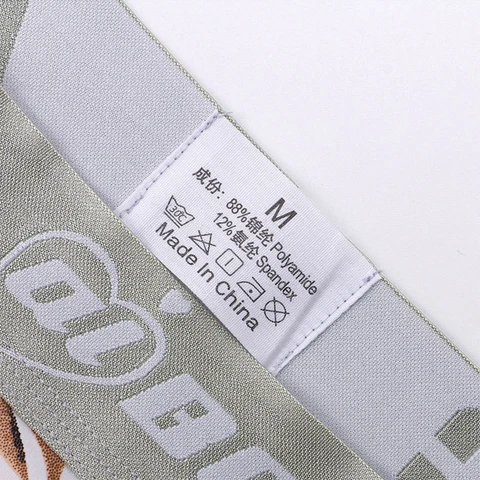 M
成份：88%锦纶 Polyamide
12%氨纶 Spandex
30℃
Made In China